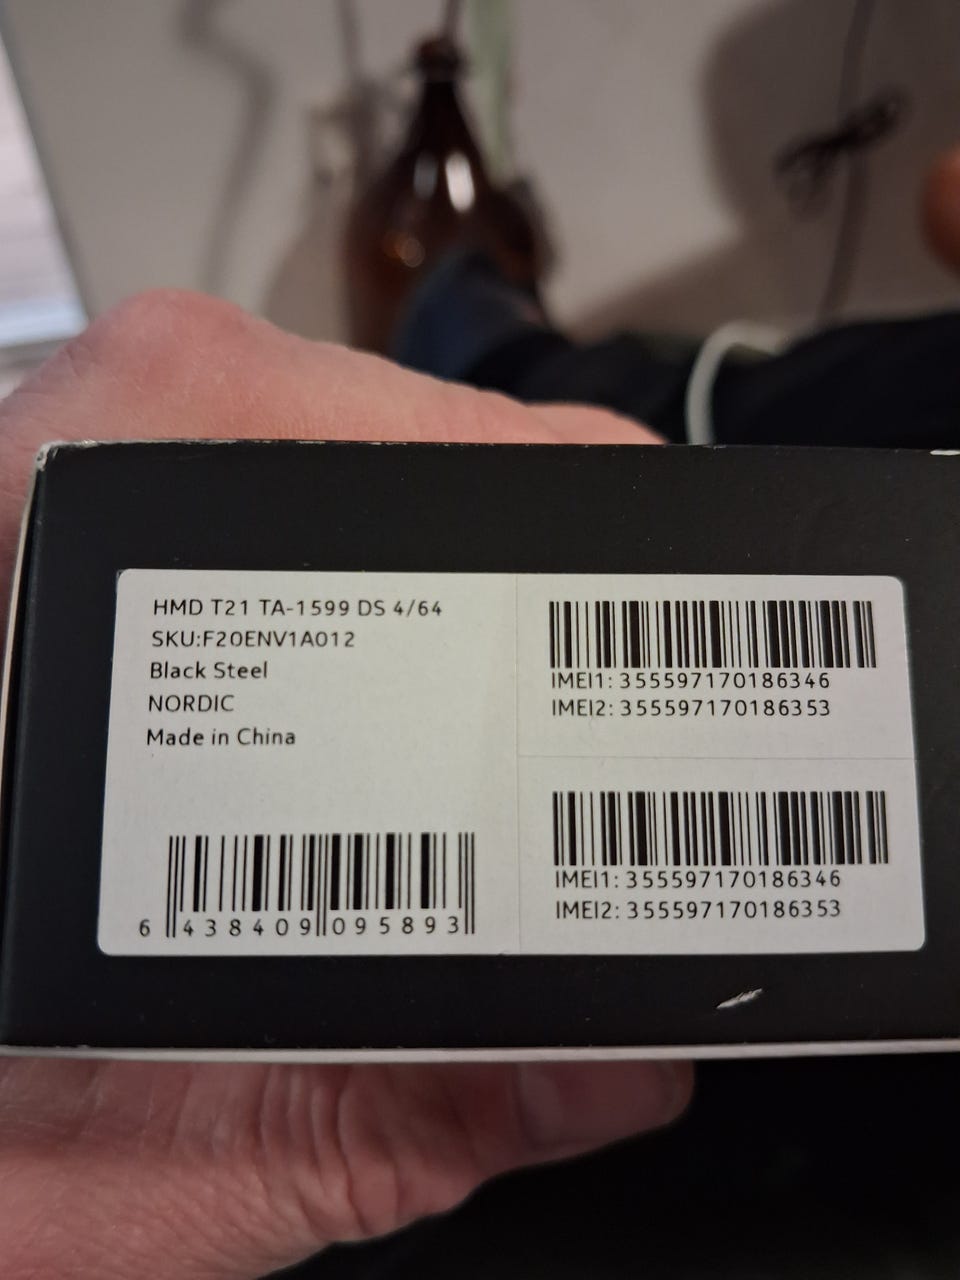 HMD T21 TA-1599 DS 4/64
SKU:F20ENV1A012
Black Steel
NORDIC
Made in China
6 438409 095893
IMEI1: 355597170186346
IMEI2: 355597170186353
IMEI1: 355597170186346
IMEI2: 355597170186353